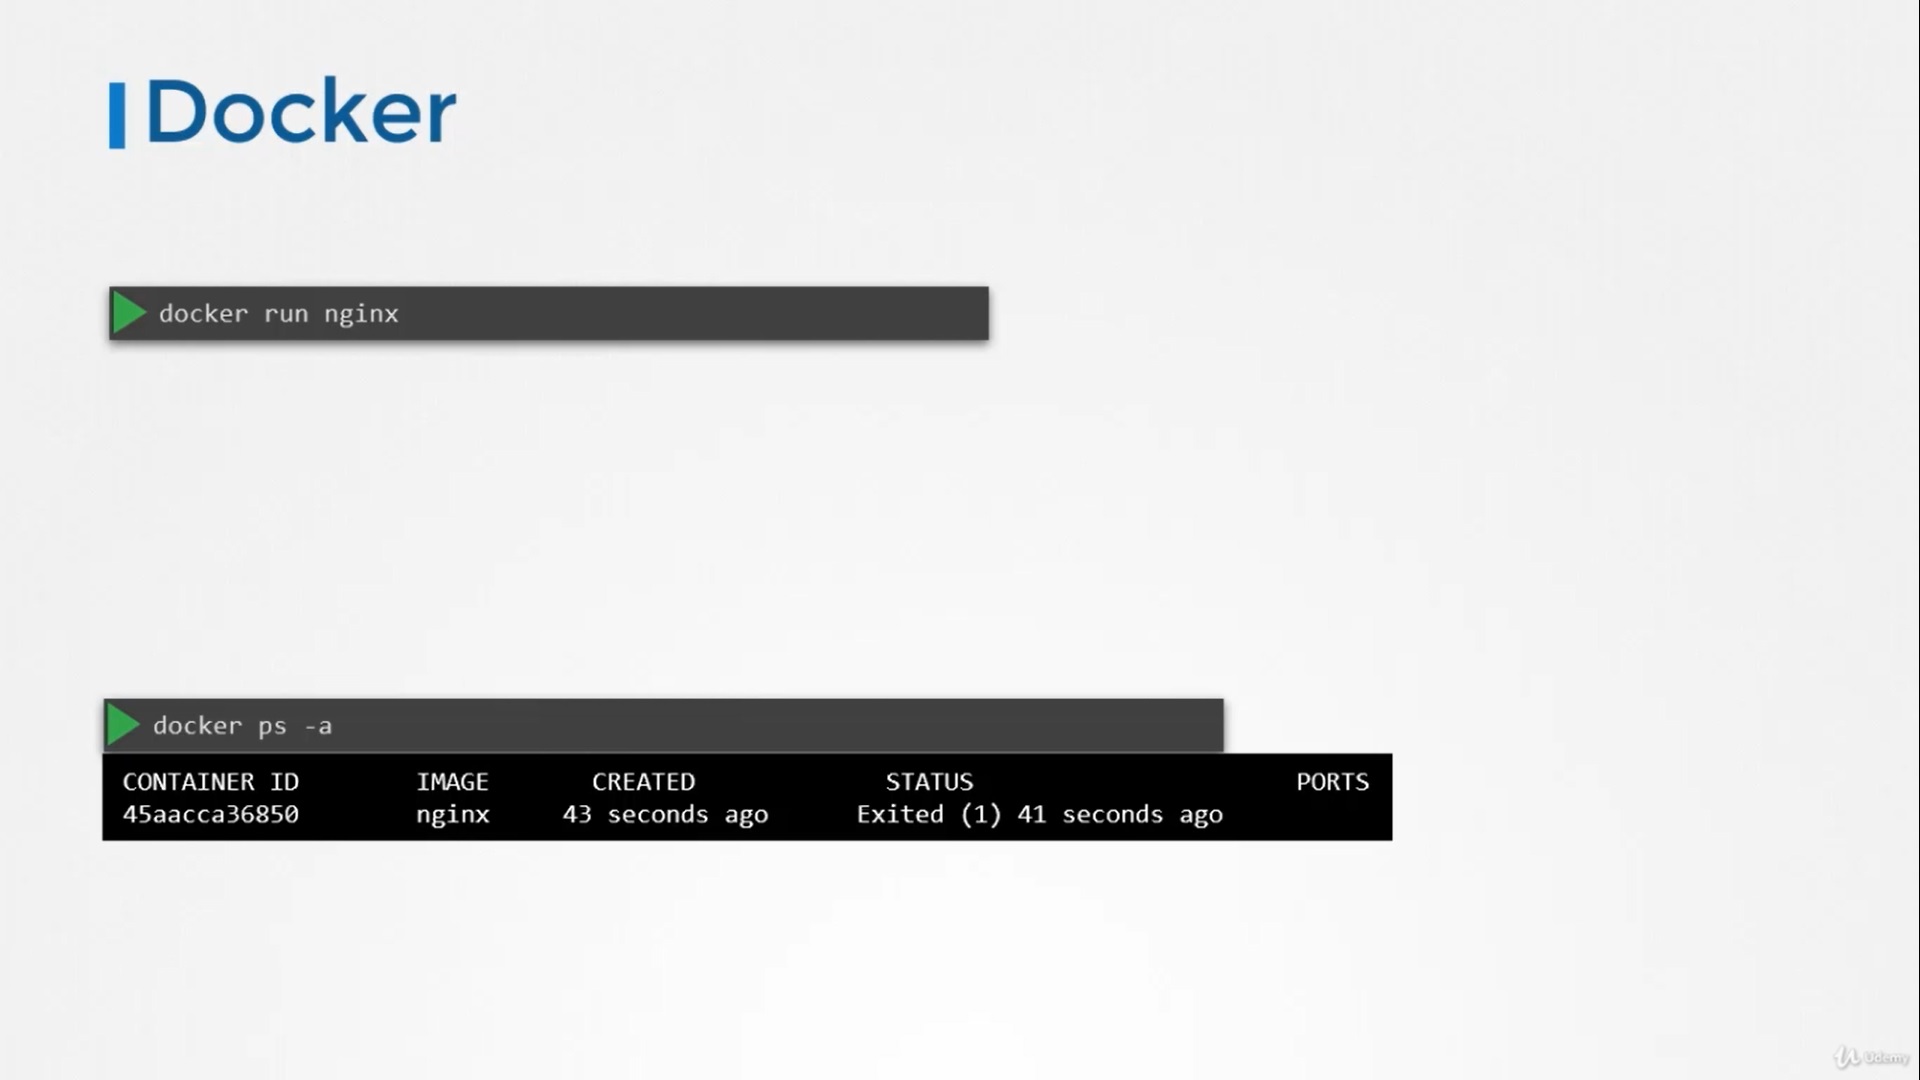 Docker
docker run nginx
docker ps -a
CONTAINER ID IMAGE CREATED STATUS PORTS
45aacca36850 nginx 43 seconds ago Exited (1) 41 seconds ago
Udemy